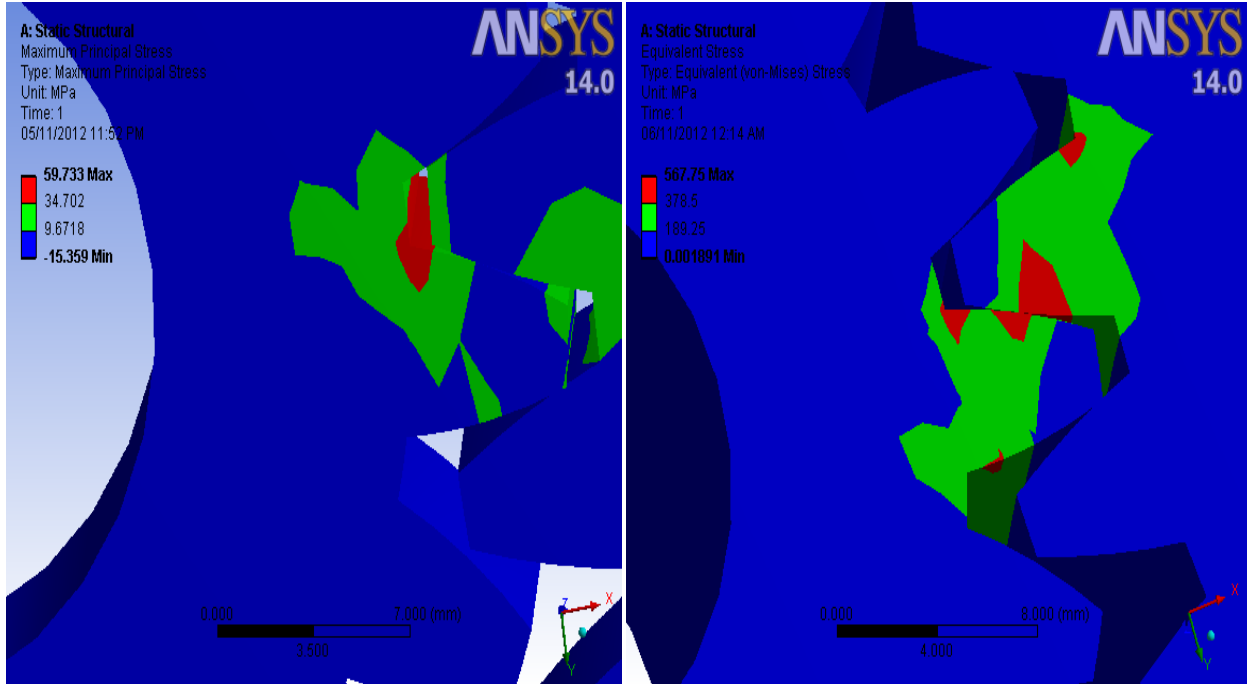 A: Static Structural
Maximum Principal Stress
Type: Maximum Principal Stress
Unit: MPa
Time: 1
05/11/2012 11:52 PM
59.733 Max
34.702
9.6718
-15.359 Min
ANSYS
14.0
0.000
7.000 (mm)
3.500
X
Y
Z
A: Static Structural
Equivalent Stress
Type: Equivalent (von-Mises) Stress
Unit: MPa
Time: 1
06/11/2012 12:14 AM
567.75 Max
378.5
189.25
0.001891 Min
ANSYS
14.0
0.000
8.000 (mm)
4.000
X
Y